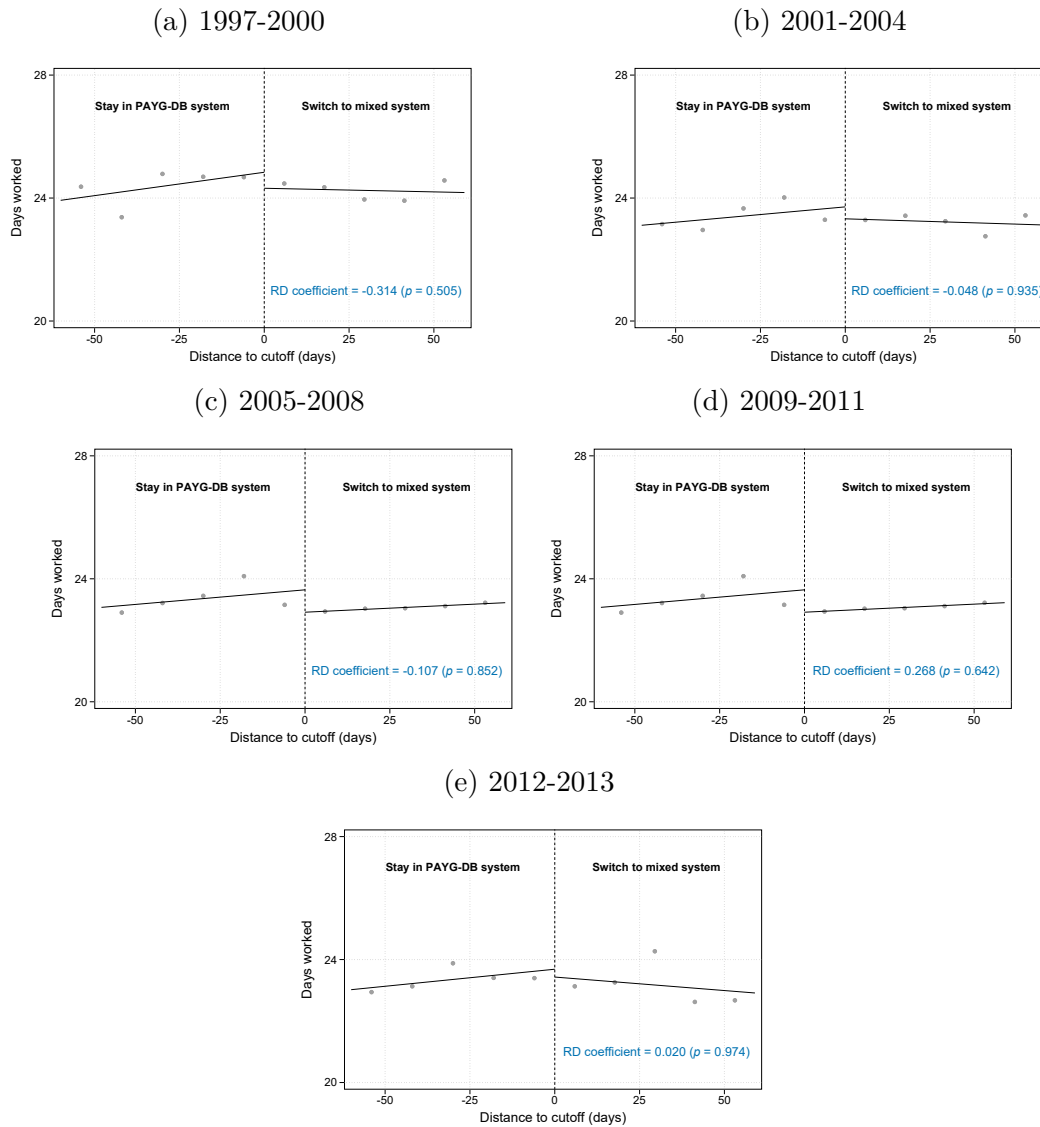 (a) 1997-2000
28
24
20
Days worked
Stay in PAYG-DB system
Switch to mixed system
RD coefficient = -0.314 (p = 0.505)
-50 -25 0 25 50
Distance to cutoff (days)
(b) 2001-2004
28
24
20
Days worked
Stay in PAYG-DB system
Switch to mixed system
RD coefficient = -0.048 (p = 0.935)
-50 -25 0 25 50
Distance to cutoff (days)
(c) 2005-2008
28
24
20
Days worked
Stay in PAYG-DB system
Switch to mixed system
RD coefficient = -0.107 (p = 0.852)
-50 -25 0 25 50
Distance to cutoff (days)
(d) 2009-2011
28
24
20
Days worked
Stay in PAYG-DB system
Switch to mixed system
RD coefficient = 0.268 (p = 0.642)
-50 -25 0 25 50
Distance to cutoff (days)
(e) 2012-2013
28
24
20
Days worked
Stay in PAYG-DB system
Switch to mixed system
RD coefficient = 0.020 (p = 0.974)
-50 -25 0 25 50
Distance to cutoff (days)